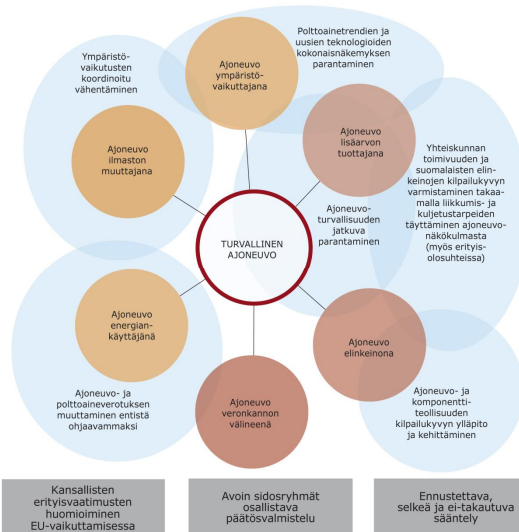 Polttoainetrendien ja
uusien teknologioiden
kokonaisnäkemyksen
parantaminen
Ympäristö-
vaikutusten
koordinoitu
vähentäminen
Ajoneuvo
ympäristö-
vaikuttajana
Ajoneuvo
lisäarvon
tuottajana
Ajoneuvo
ilmaston
muuttajana
Yhteiskunnan
toimivuuden ja
suomalaisten elin-
keinojen kilpailukyvyn
varmistaminen takaa-
malla liikkumis- ja
kuljetustarpeiden
täyttäminen ajoneuvo-
näkökulmasta
(myös erityis-
olosuhteissa)
Ajoneuvo-
turvallisuuden
jatkuva
parantaminen
TURVALLINEN
AJONEUVO
Ajoneuvo
energian-
käyttäjänä
Ajoneuvo
elinkeinona
Ajoneuvo- ja
polttoaineverotuksen
muuttaminen entistä
ohjaavammaksi
Ajoneuvo
veronkannon
välineenä
Ajoneuvo- ja
komponentti-
teollisuuden
kilpailukyvyn ylläpito
ja kehittäminen
Kansallisten
erityisvaatimusten
huomioiminen
EU-vaikuttamisessa
Avoin sidosryhmät
osallistava
päätösvalmistelu
Ennustettava,
selkeä ja ei-takautuva
sääntely